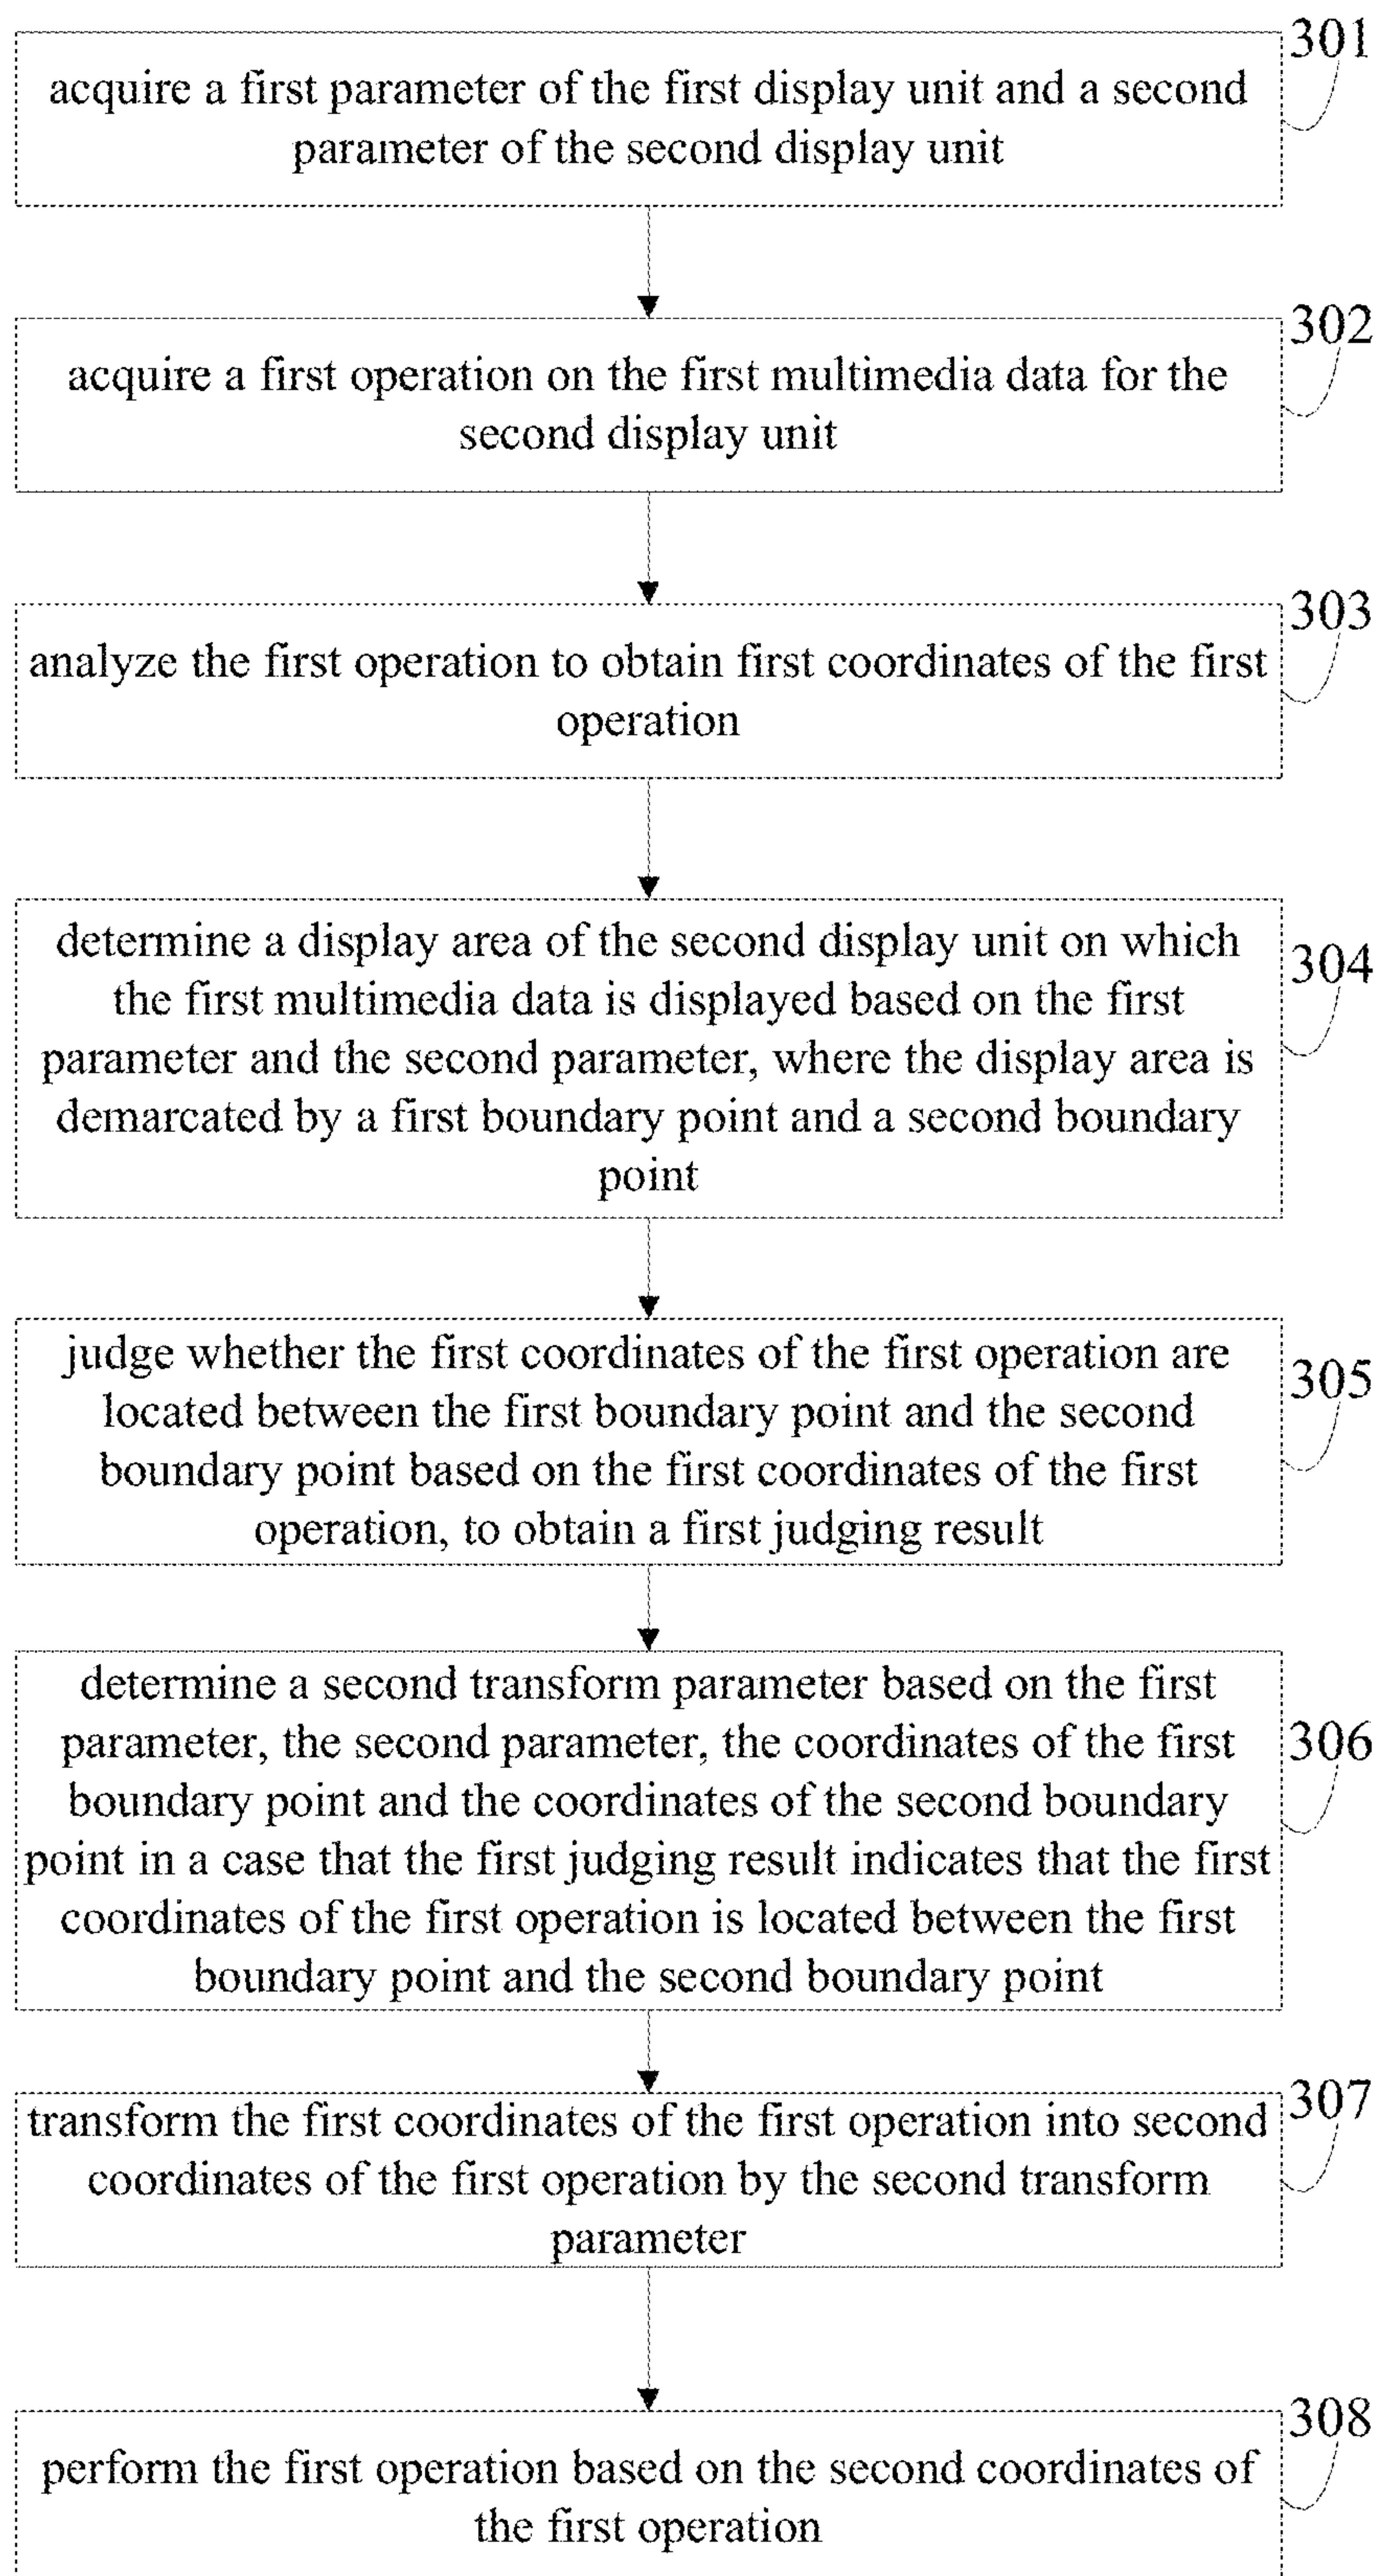 301
acquire a first parameter of the first display unit and a second
parameter of the second display unit
302
acquire a first operation on the first multimedia data for the
second display unit
303
analyze the first operation to obtain first coordinates of the first
operation
304
determine a display area of the second display unit on which
the first multimedia data is displayed based on the first
parameter and the second parameter, where the display area is
demarcated by a first boundary point and a second boundary
point
305
judge whether the first coordinates of the first operation are
located between the first boundary point and the second
boundary point based on the first coordinates of the first
operation, to obtain a first judging result
306
determine a second transform parameter based on the first
parameter, the second parameter, the coordinates of the first
boundary point and the coordinates of the second boundary
point in a case that the first judging result indicates that the first
coordinates of the first operation is located between the first
boundary point and the second boundary point
307
transform the first coordinates of the first operation into second
coordinates of the first operation by the second transform
parameter
308
perform the first operation based on the second coordinates of
the first operation